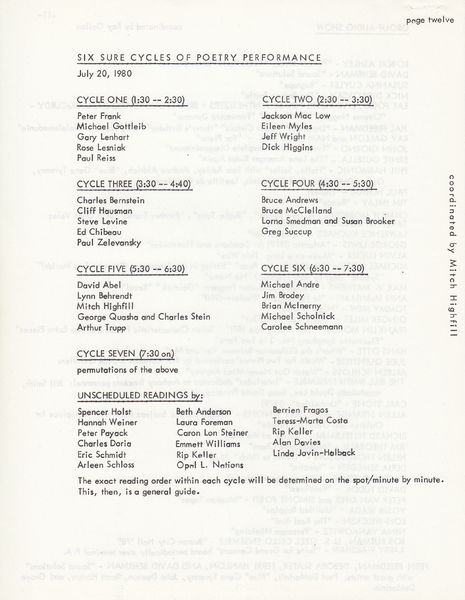 page twelve
SIX SURE CYCLES OF POETRY PERFORMANCE
July 20, 1980
CYCLE ONE (1:30 -- 2:30)
Peter Frank
Michael Gottleib
Gary Lenhart
Rose Lesniak
Paul Reiss
CYCLE TWO (2:30 -- 3:30)
Jackson Mac Low
Eileen Myles
Jeff Wright
Dick Higgins
CYCLE THREE (3:30 -- 4:40)
Charles Bernstein
Cliff Hausman
Steve Levine
Ed Chibeau
Paul Zelevansky
CYCLE FOUR (4:30 -- 5:30)
Bruce Andrews
Bruce McClelland
Lorna Smedman and Susan Brooker
Greg Succup
coordinated by Mitch Highfill
CYCLE FIVE (5:30 -- 6:30)
David Abel
Lynn Behrendt
Mitch Highfill
George Quasha and Charles Stein
Arthur Trupp
CYCLE SIX (6:30 -- 7:30)
Michael Andre
Jim Brodey
Brian McInerny
Michael Scholnick
Carolee Schneemann
CYCLE SEVEN (7:30 on)
permutations of the above
UNSCHEDULED READINGS by:
Spencer Holst
Hannah Weiner
Peter Payack
Charles Doria
Eric Schmidt
Arleen Schloss
Beth Anderson
Laura Foreman
Caron Lon Steiner
Emmett Williams
Rip Keller
Opal L. Nations
Berrien Fragos
Teress-Marta Costa
Rip Keller
Alan Davies
Linda Jovin-Holback
The exact reading order within each cycle will be determined on the spot/minute by minute.
This, then, is a general guide.